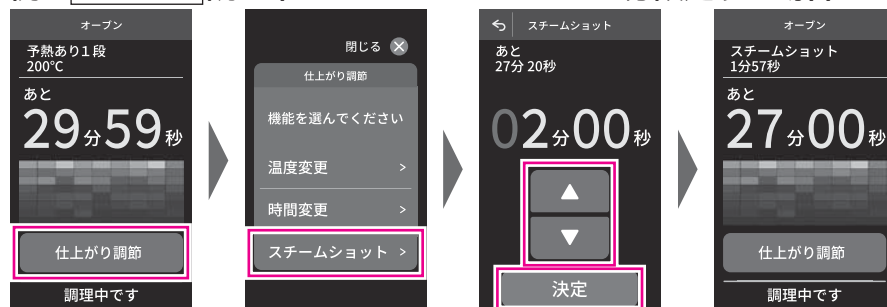 オーブン
予熱あり1段
200℃
あと
29分59秒
仕上がり調節
調理中です
閉じる
仕上がり調節
機能を選んでください
温度変更 >
時間変更 >
スチームショット >
スチームショット
あと
27分20秒
02分00秒
決定
オーブン
スチームショット
1分57秒
あと
27分00秒
仕上がり調節
調理中です